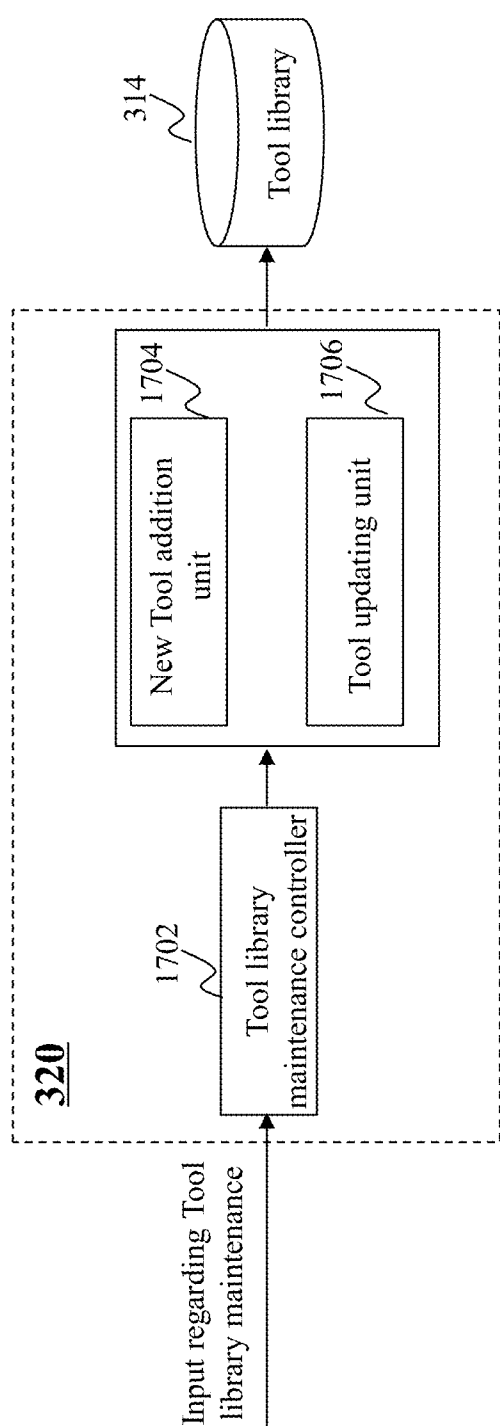 Input regarding Tool
library maintenance
320
1702
Tool library
maintenance controller
1704
New Tool addition
unit
1706
Tool updating unit
314
Tool library